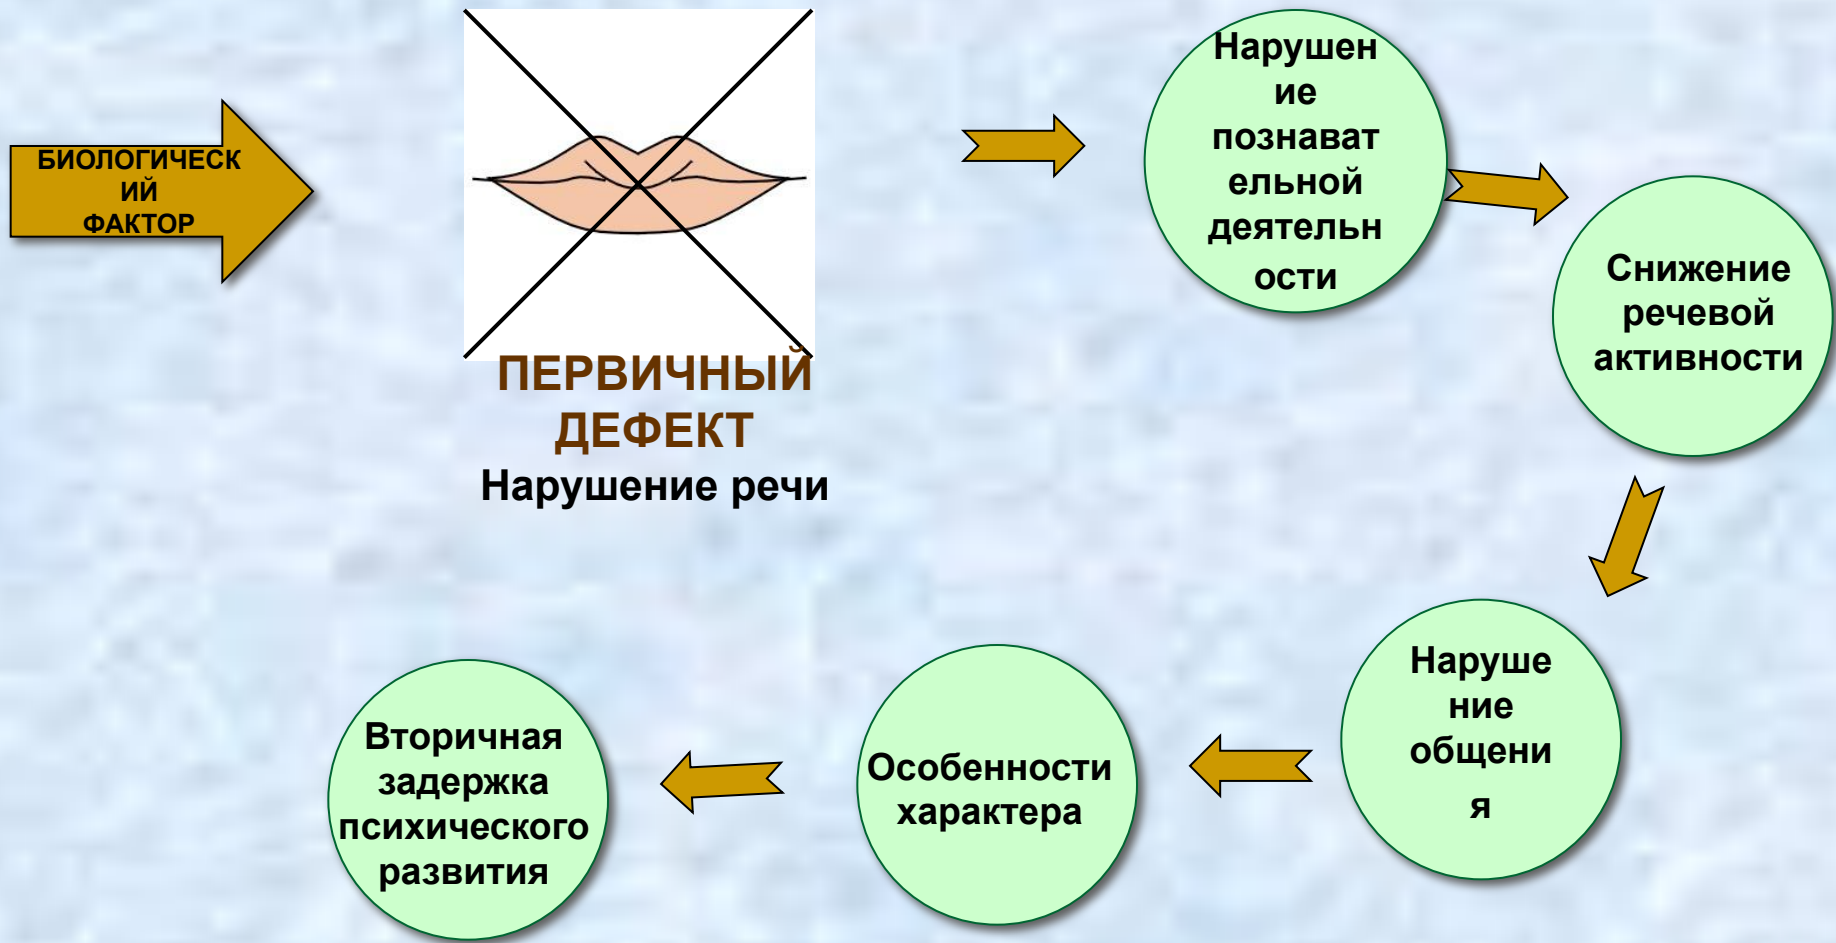 БИОЛОГИЧЕСК
ИЙ
ФАКТОР
ПЕРВИЧНЫЙ
ДЕФЕКТ
Нарушение речи
Нарушен
ие
познават
ельной
деятельн
ости
Снижение
речевой
активности
Наруше
ние
общени
я
Особенности
характера
Вторичная
задержка
психического
развития